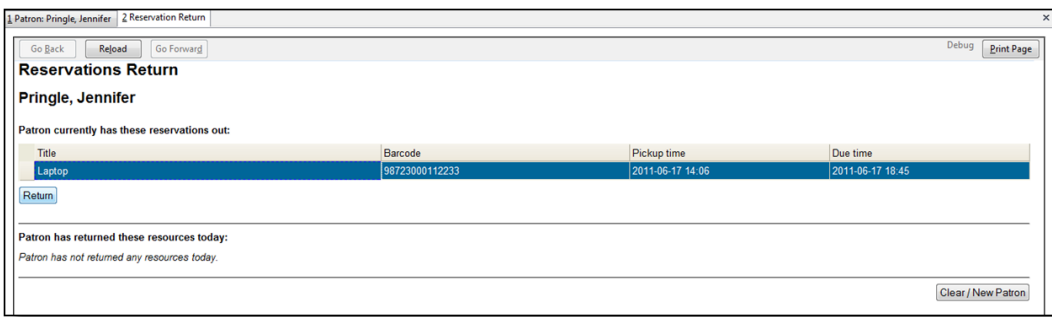 1 Patron: Pringle, Jennifer 2 Reservation Return ×
Go Back Reload Go Forward Debug Print Page
Reservations Return
Pringle, Jennifer
Patron currently has these reservations out:
Title Barcode Pickup time Due time
Laptop 98723000112233 2011-06-17 14:06 2011-06-17 18:45
Return
Patron has returned these resources today:
Patron has not returned any resources today.
Clear / New Patron